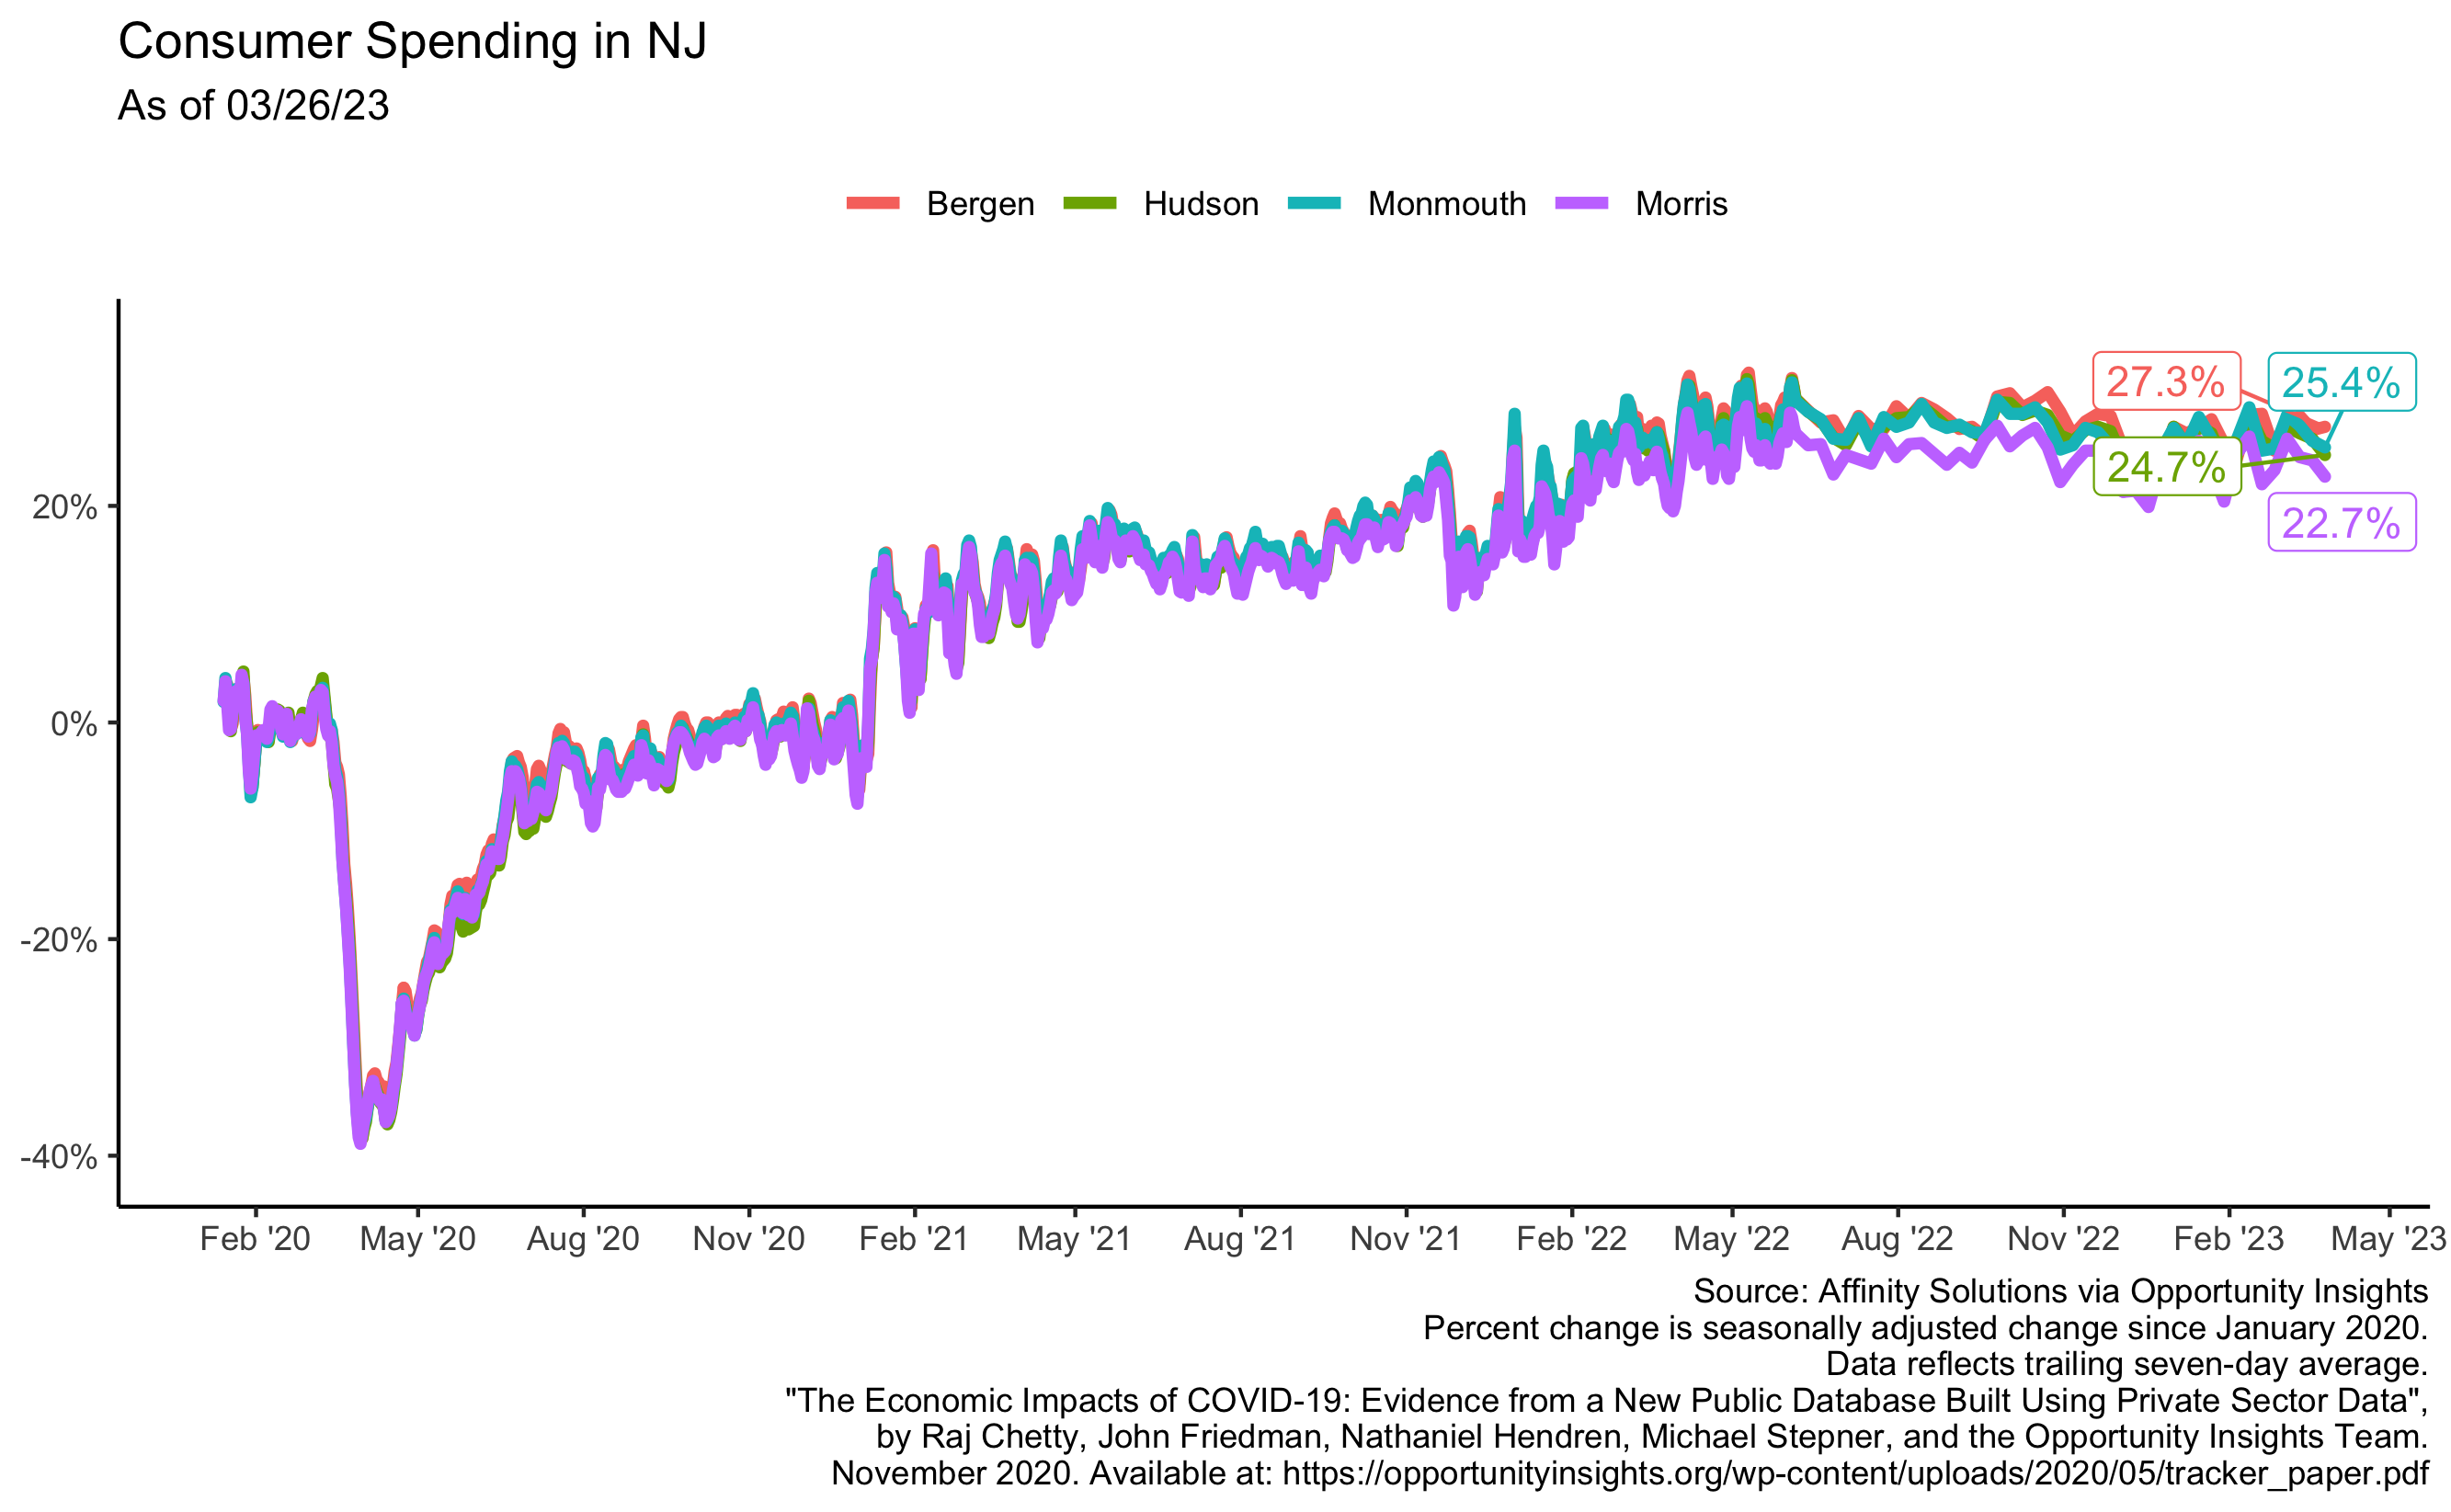 Consumer Spending in NJ
As of 03/26/23
Bergen Hudson Monmouth Morris
27.3% 25.4%
24.7%
22.7%
20%
0%
-20%
-40%
Feb '20 May '20 Aug '20 Nov '20 Feb '21 May '21 Aug '21 Nov '21 Feb '22 May '22 Aug '22 Nov '22 Feb '23 May '23
Source: Affinity Solutions via Opportunity Insights
Percent change is seasonally adjusted change since January 2020.
Data reflects trailing seven-day average.
"The Economic Impacts of COVID-19: Evidence from a New Public Database Built Using Private Sector Data",
by Raj Chetty, John Friedman, Nathaniel Hendren, Michael Stepner, and the Opportunity Insights Team.
November 2020. Available at: https://opportunityinsights.org/wp-content/uploads/2020/05/tracker_paper.pdf